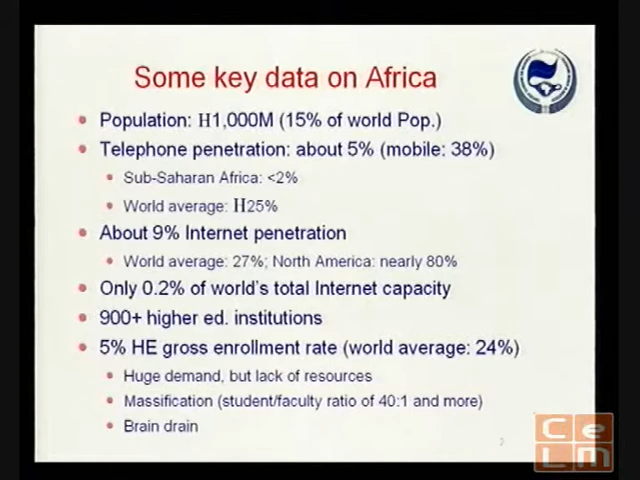 Some key data on Africa
• Population: H1,000M (15% of world Pop.)
• Telephone penetration: about 5% (mobile: 38%)
• Sub-Saharan Africa: <2%
• World average: H25%
• About 9% Internet penetration
• World average: 27%; North America: nearly 80%
• Only 0.2% of world's total Internet capacity
• 900+ higher ed. institutions
• 5% HE gross enrollment rate (world average: 24%)
• Huge demand, but lack of resources
• Massification (student/faculty ratio of 40:1 and more)
• Brain drain
2
CeLM